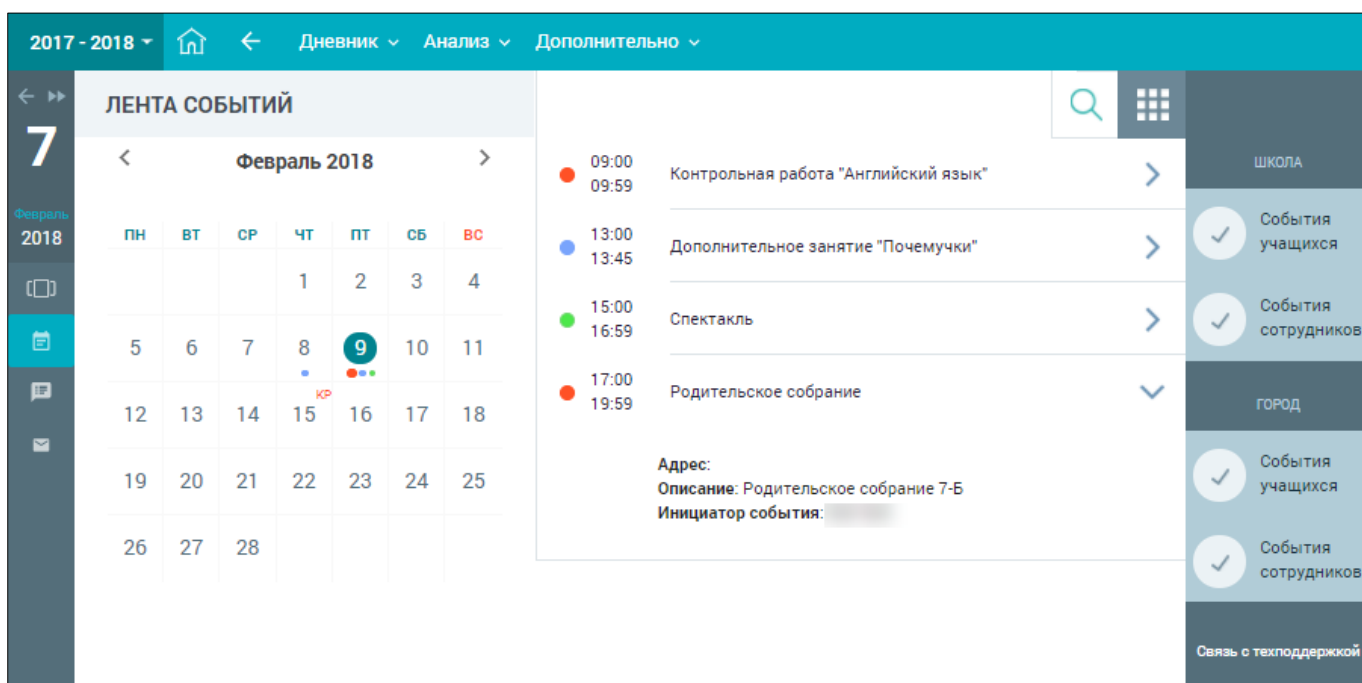 2017 - 2018 Дневник Анализ Дополнительно
7
Февраль
2018
ЛЕНТА СОБЫТИЙ
Февраль 2018
ПН ВТ СР ЧТ ПТ СБ ВС
1 2 3 4
5 6 7 8 9 10 11
КР
12 13 14 15 16 17 18
19 20 21 22 23 24 25
26 27 28
09:00
09:59
Контрольная работа "Английский язык"
13:00
13:45
Дополнительное занятие "Почемучки"
15:00
16:59
Спектакль
17:00
19:59
Родительское собрание
Адрес:
Описание: Родительское собрание 7-Б
Инициатор события:
ШКОЛА
События
учащихся
События
сотрудников
ГОРОД
События
учащихся
События
сотрудников
Связь с техподдержкой